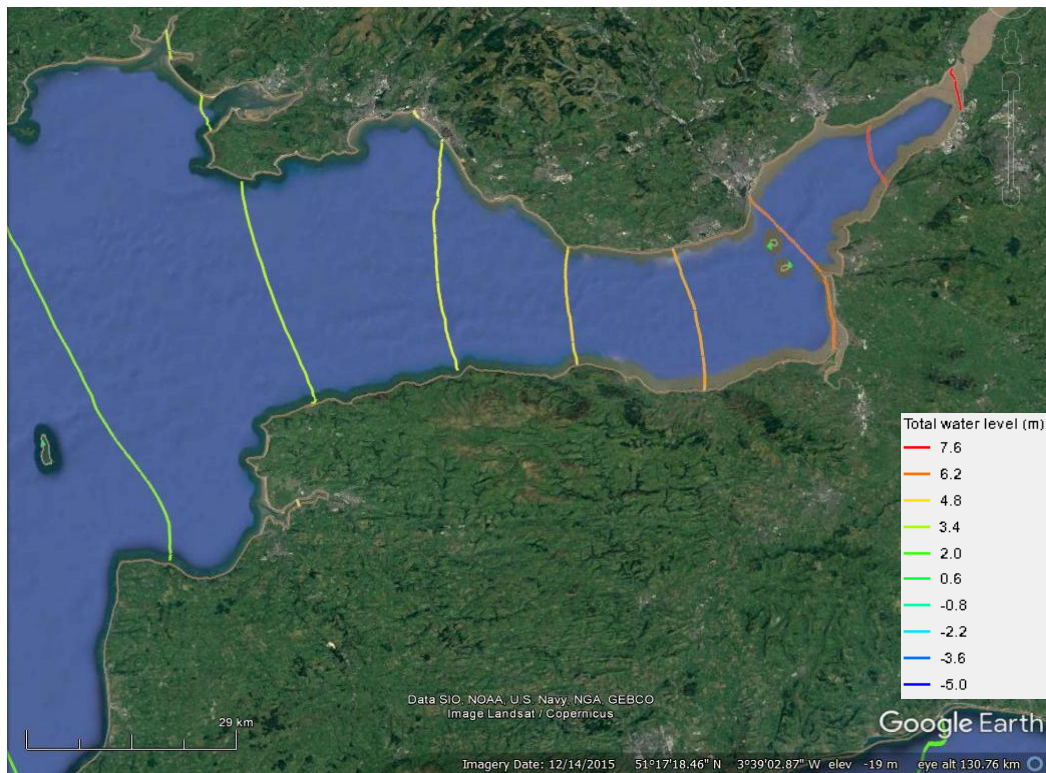 Total water level (m)
7.6
6.2
4.8
3.4
2.0
0.6
-0.8
-2.2
-3.6
-5.0
Data SIO, NOAA, U.S. Navy, NGA, GEBCO
Image Landsat / Copernicus
29 km
Google Earth
Imagery Date: 12/14/2015 51°17'18.46" N 3°39'02.87" W elev -19 m eye alt 130.76 km